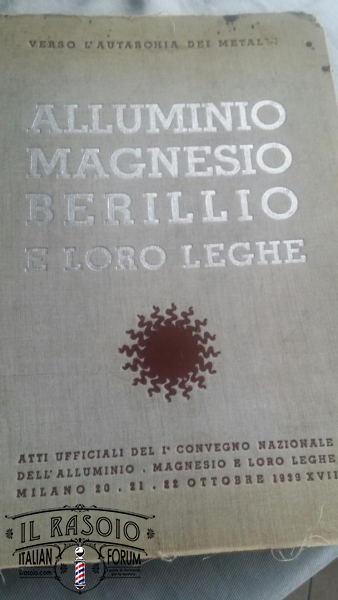 VERSO L'AUTARCHIA DEI METALLI
ALLUMINIO
MAGNESIO
BERILLIO
E LORO LEGHE
ATTI UFFICIALI DEL 1º CONVEGNO NAZIONALE
DELL'ALLUMINIO . MAGNESIO E LORO LEGHE
MILANO 20 . 21 . 22 OTTOBRE 1939 XVII
IL RASOIO
ITALIAN
FORUM